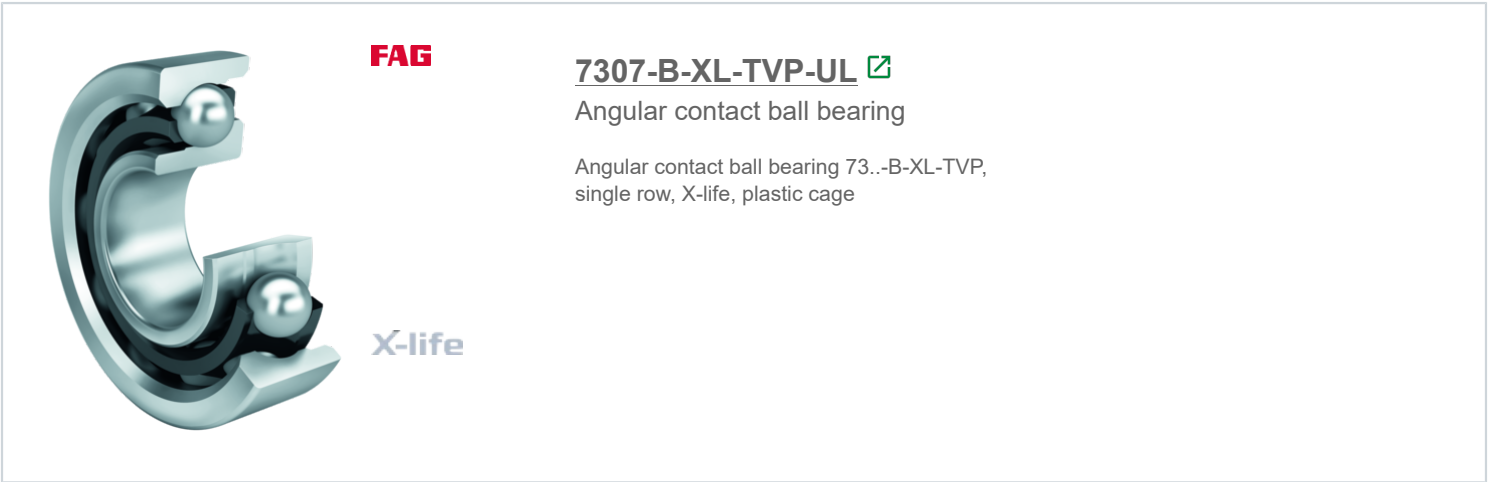 FAG
7307-B-XL-TVP-UL
Angular contact ball bearing
Angular contact ball bearing 73..-B-XL-TVP,
single row, X-life, plastic cage
X-life